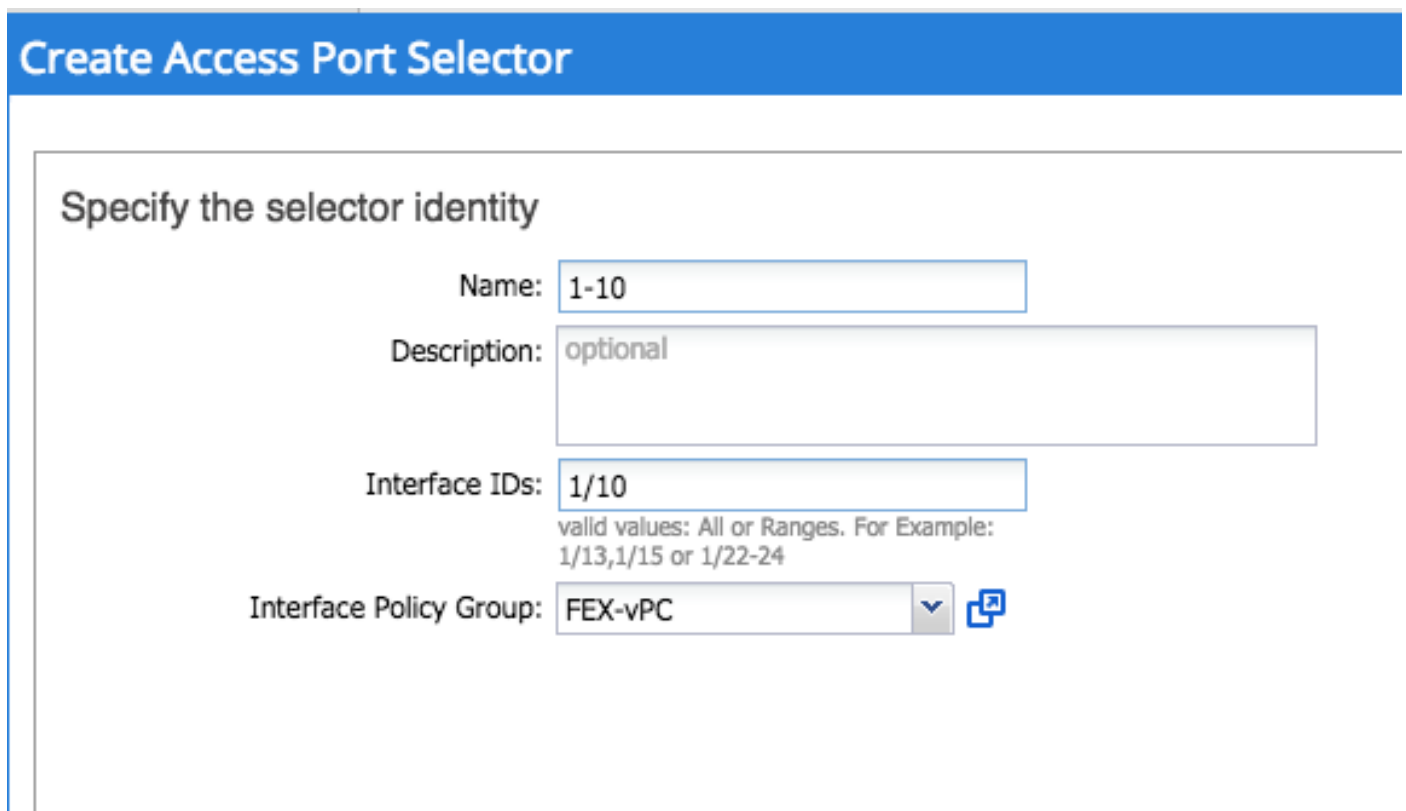 Create Access Port Selector
Specify the selector identity
Name: 1-10
Description: optional
Interface IDs: 1/10
valid values: All or Ranges. For Example:
1/13,1/15 or 1/22-24
Interface Policy Group: FEX-vPC